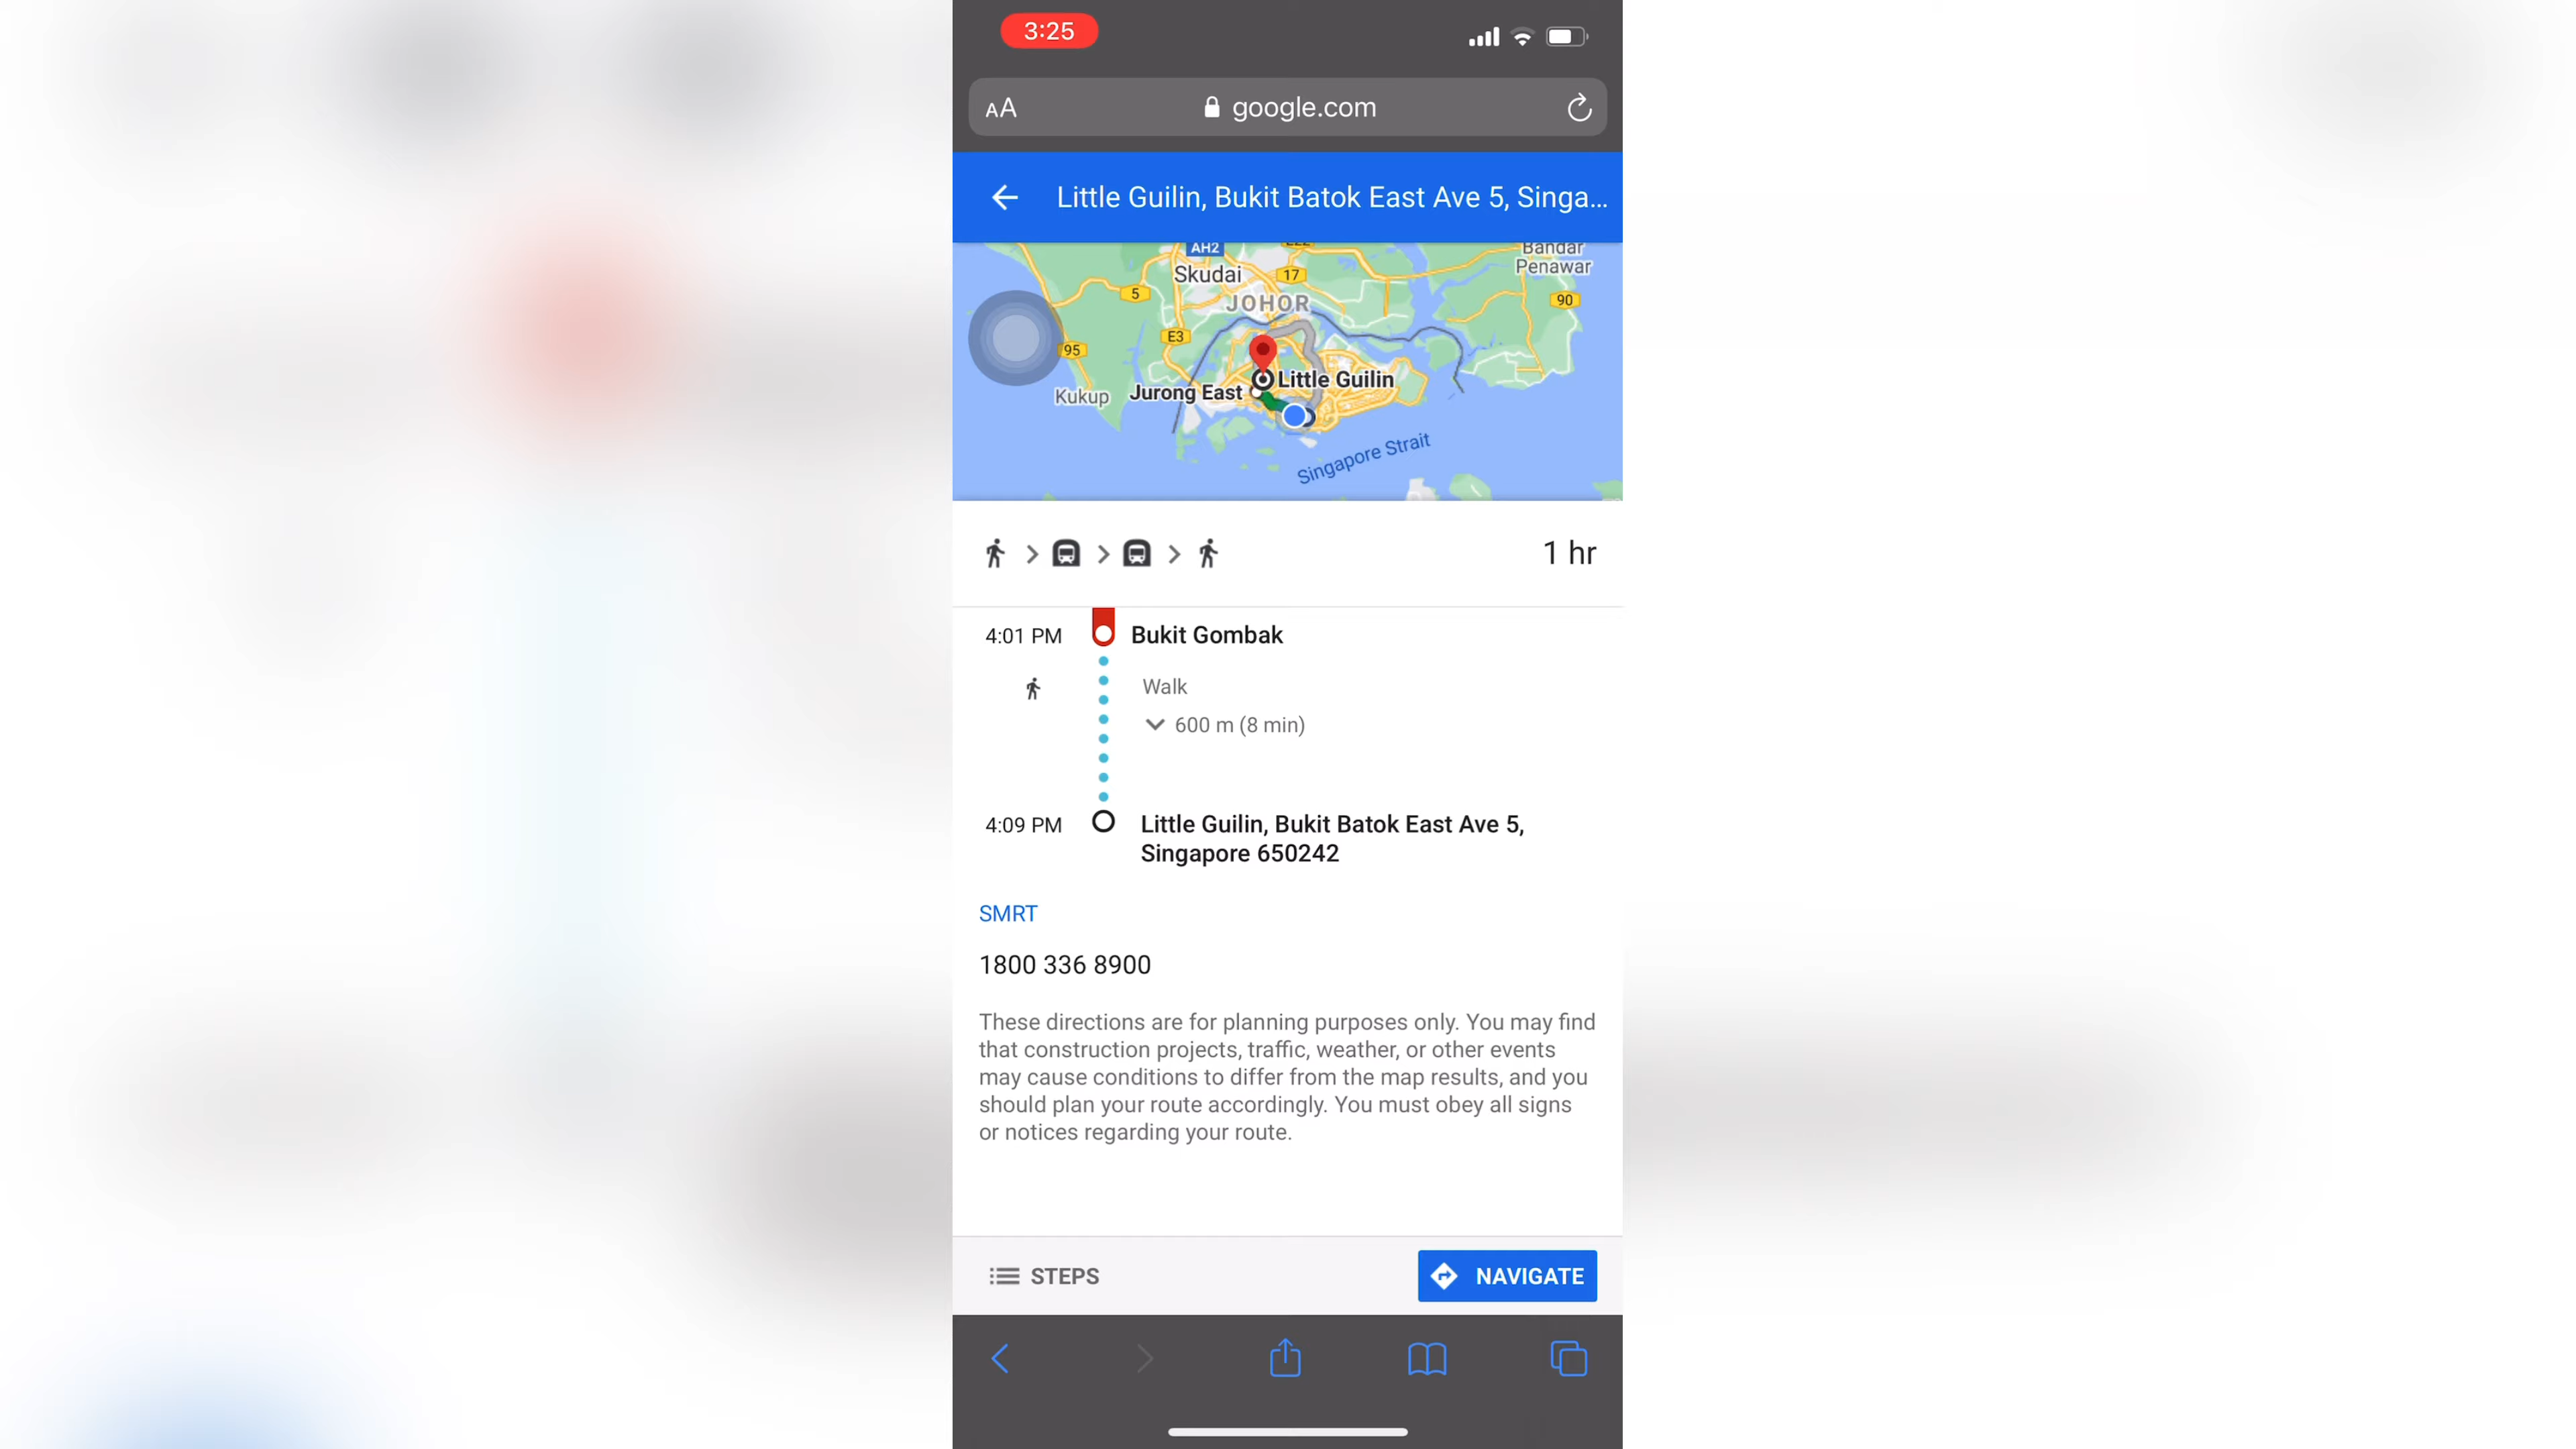 3:25
AA
google.com
Little Guilin, Bukit Batok East Ave 5, Singa...
AH2
Bandar
Penawar
Skudai
17
5
JOHOR
90
E3
95
Little Guilin
Jurong East
Kukup
Singapore Strait
1 hr
4:01 PM
Bukit Gombak
Walk
600 m (8 min)
4:09 PM
Little Guilin, Bukit Batok East Ave 5,
Singapore 650242
SMRT
1800 336 8900
These directions are for planning purposes only. You may find
that construction projects, traffic, weather, or other events
may cause conditions to differ from the map results, and you
should plan your route accordingly. You must obey all signs
or notices regarding your route.
STEPS
NAVIGATE